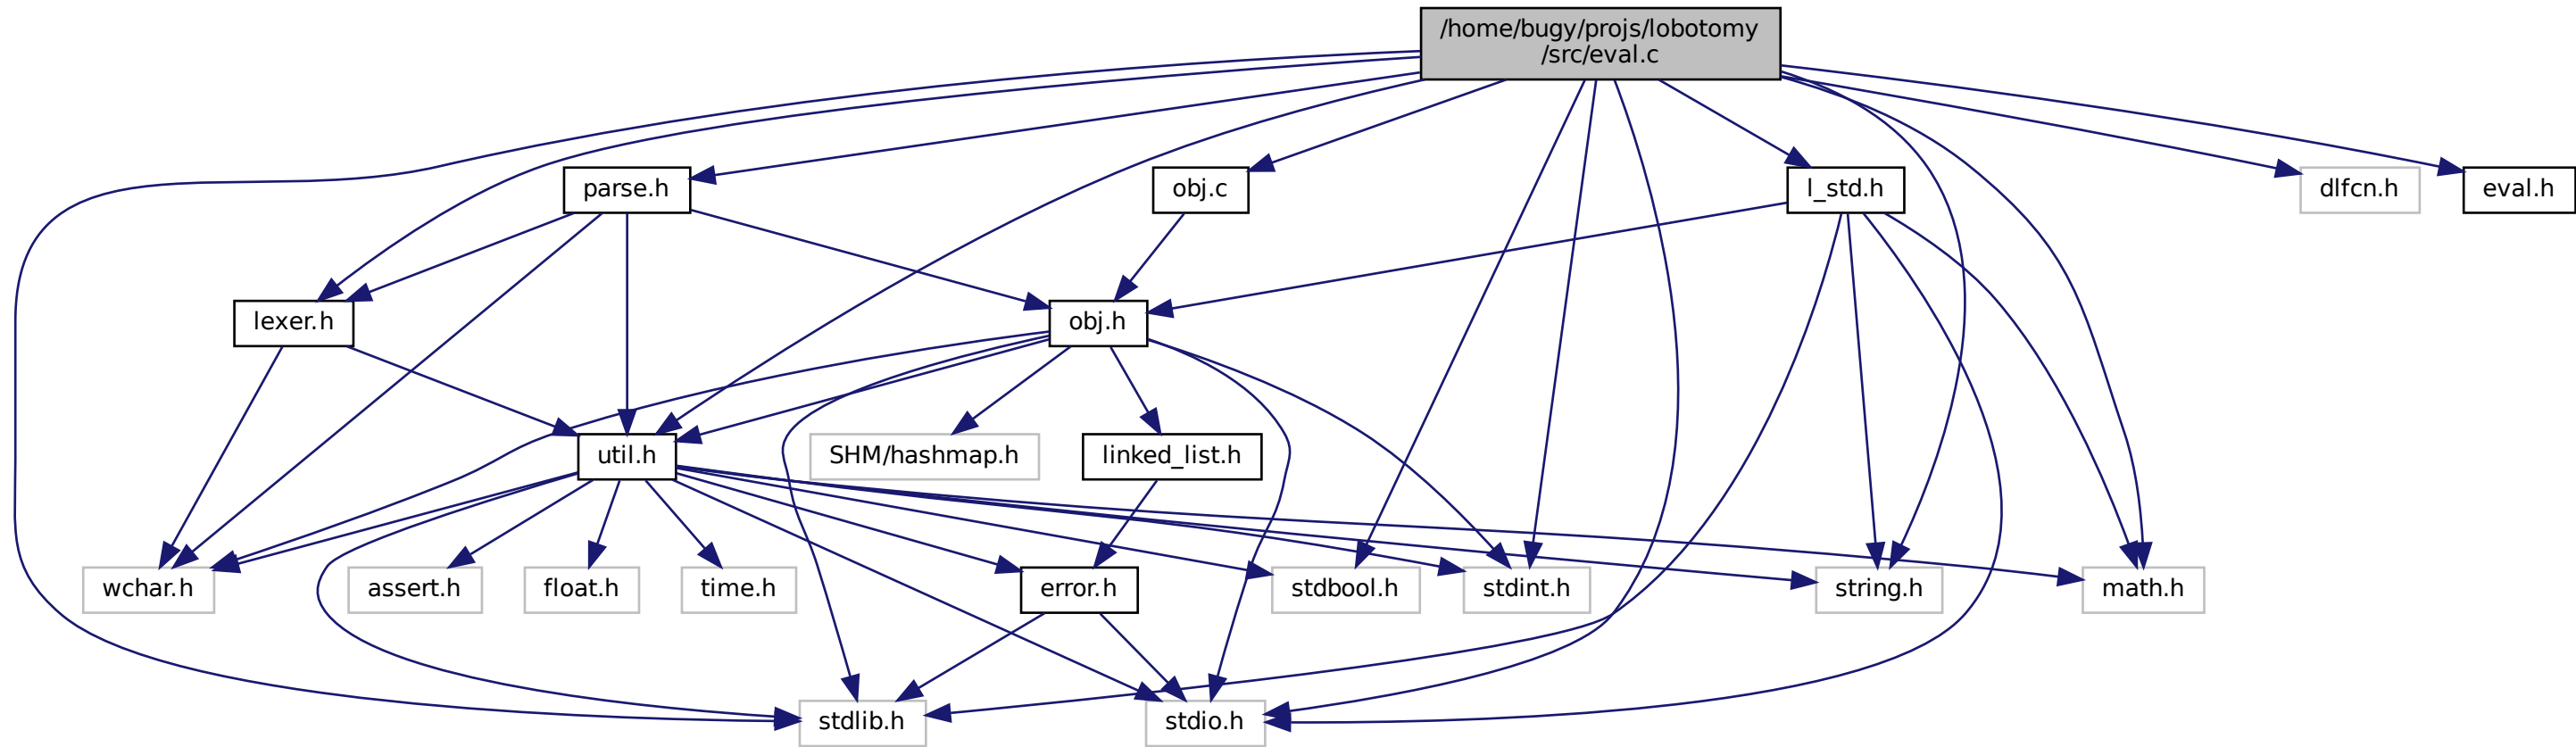 /home/bugy/projs/lobotomy
/src/eval.c
parse.h
obj.c
l_std.h
dlfcn.h
eval.h
lexer.h
obj.h
util.h
SHM/hashmap.h
linked_list.h
wchar.h
assert.h
float.h
time.h
error.h
stdbool.h
stdint.h
string.h
math.h
stdlib.h
stdio.h